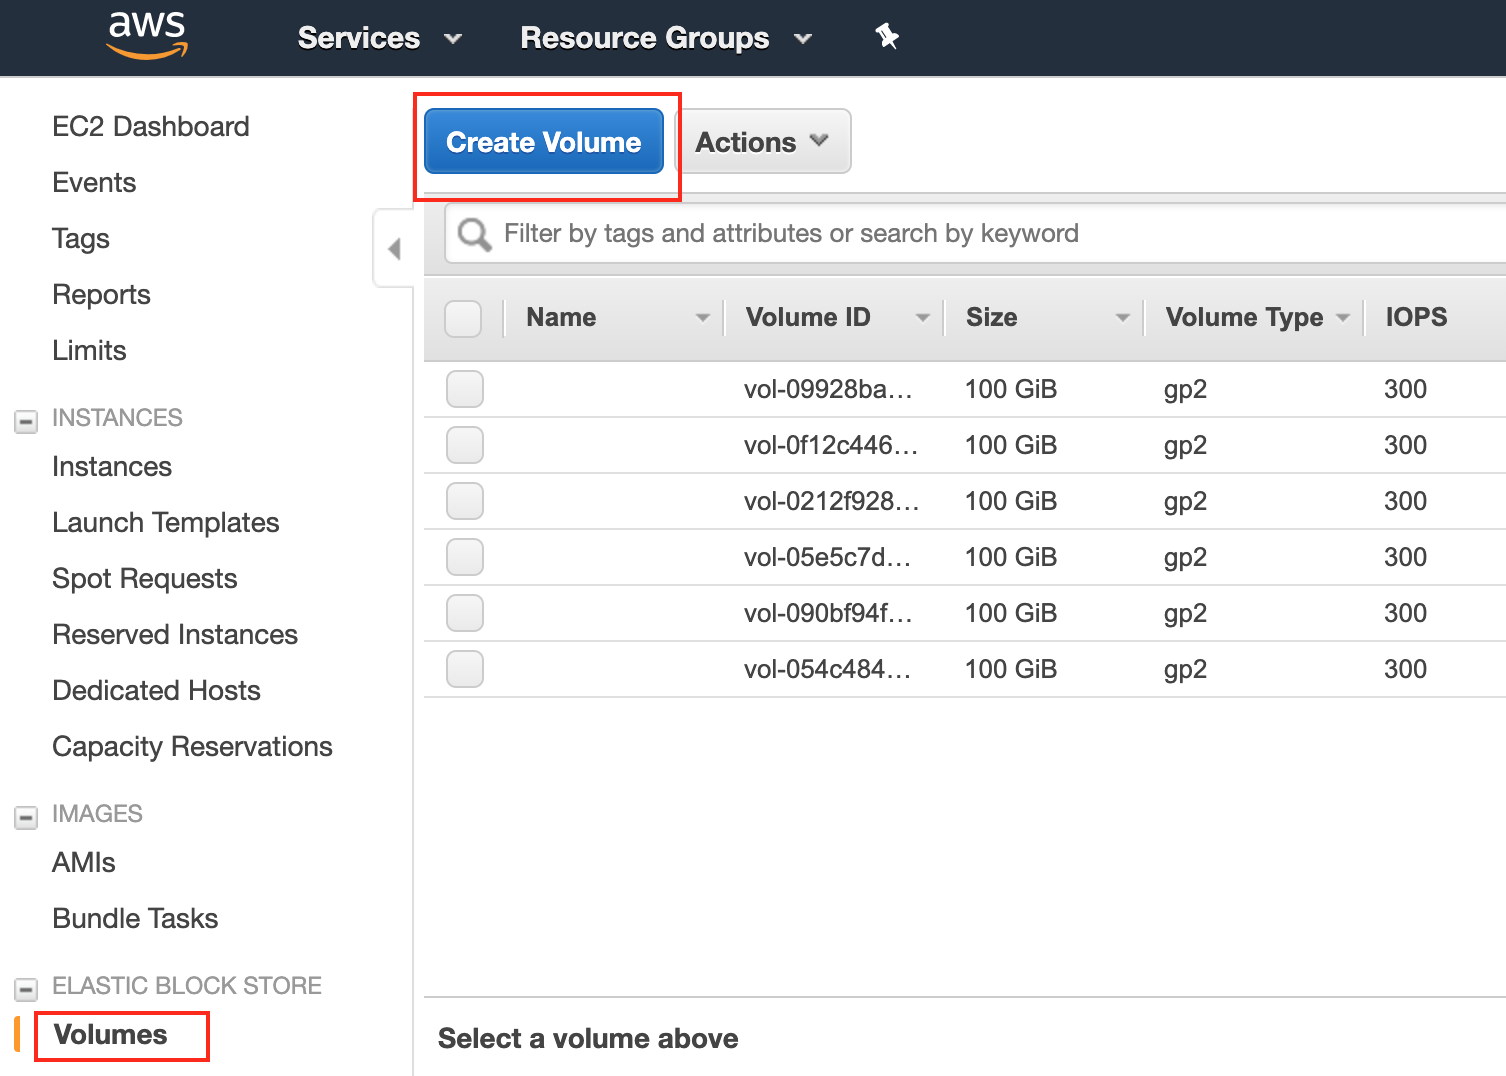 aws Services Resource Groups
EC2 Dashboard
Events
Tags
Reports
Limits
INSTANCES
Instances
Launch Templates
Spot Requests
Reserved Instances
Dedicated Hosts
Capacity Reservations
IMAGES
AMIs
Bundle Tasks
ELASTIC BLOCK STORE
Volumes
Create Volume Actions
Filter by tags and attributes or search by keyword
Name Volume ID Size Volume Type IOPS
vol-09928ba... 100 GiB gp2 300
vol-0f12c446... 100 GiB gp2 300
vol-0212f928... 100 GiB gp2 300
vol-05e5c7d... 100 GiB gp2 300
vol-090bf94f... 100 GiB gp2 300
vol-054c484... 100 GiB gp2 300
Select a volume above